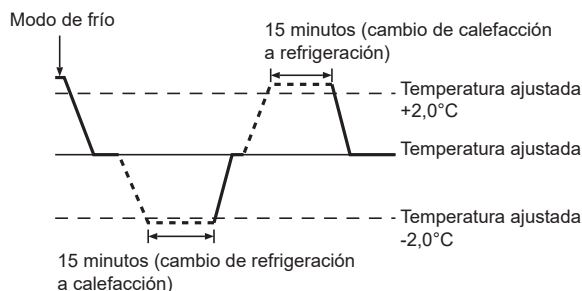 Modo de frío
15 minutos (cambio de calefacción
a refrigeración)
Temperatura ajustada
+2,0°C
Temperatura ajustada
Temperatura ajustada
-2,0°C
15 minutos (cambio de refrigeración
a calefacción)